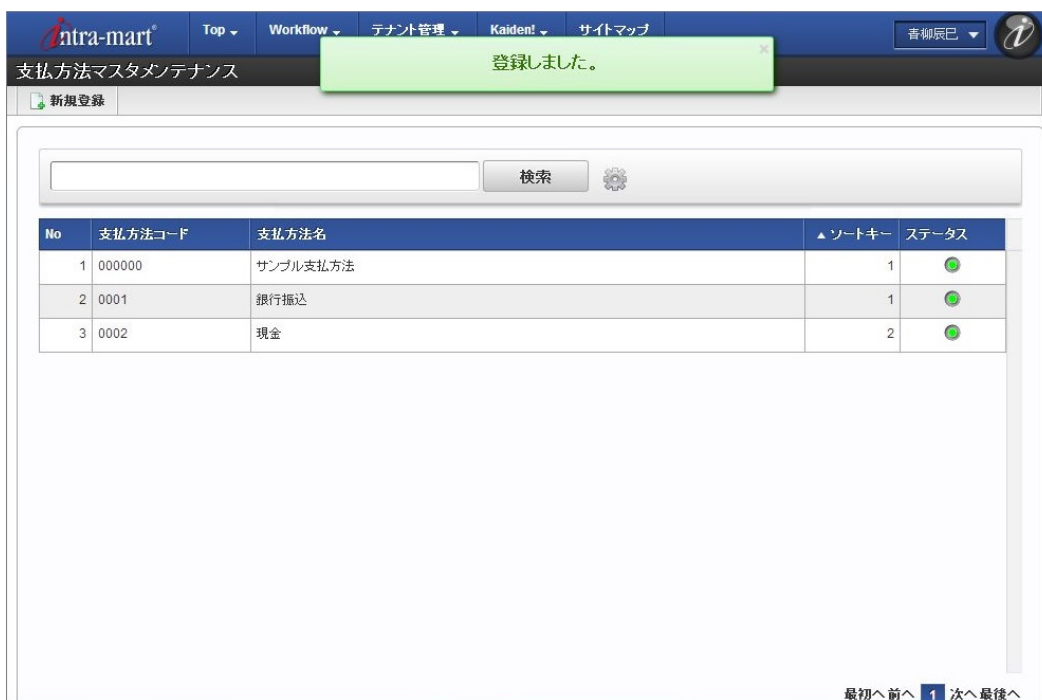 intra-mart® Top Workflow テナント管理 Kaiden! サイトマップ 青柳辰巳
登録しました。 ×
支払方法マスタメンテナンス
新規登録
検索
No 支払方法コード 支払方法名 ▲ ソートキー ステータス
1 000000 サンプル支払方法 1
2 0001 銀行振込 1
3 0002 現金 2
最初へ 前へ 1 次へ 最後へ